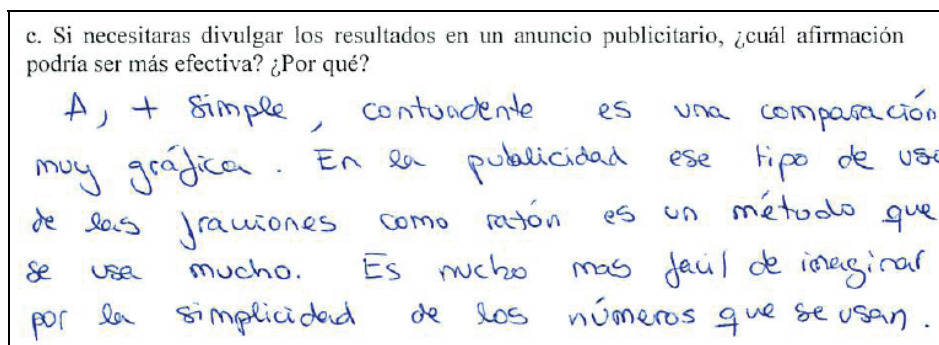 c. Si necesitaras divulgar los resultados en un anuncio publicitario, ¿cuál afirmación
podría ser más efectiva? ¿Por qué?
A, + simple, contundente es una comparación
muy gráfica. En la publicidad ese tipo de uso
de las fracciones como razón es un método que
se usa mucho. Es mucho mas facil de imaginar
por la simplicidad de los números que se usan.